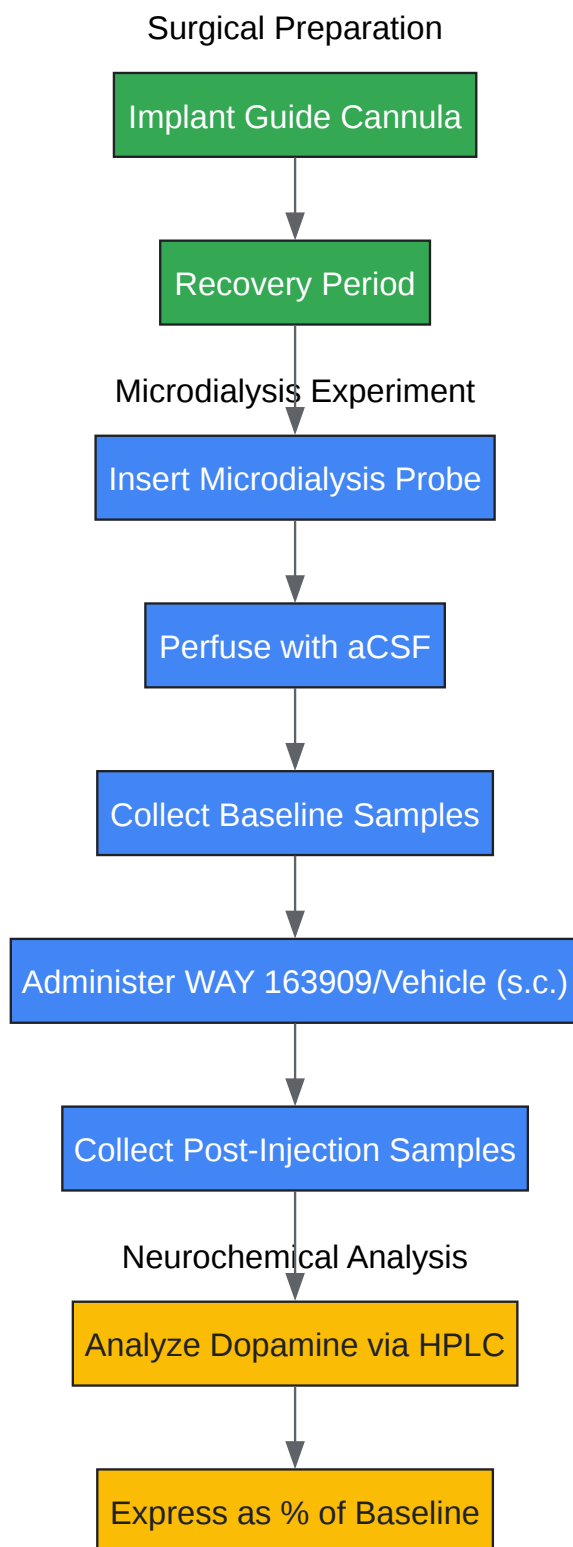 Surgical Preparation
Implant Guide Cannula
Recovery Period
Microdialysis Experiment
Insert Microdialysis Probe
Perfuse with aCSF
Collect Baseline Samples
Administer WAY 163909/Vehicle (s.c.)
Collect Post-Injection Samples
Neurochemical Analysis
Analyze Dopamine via HPLC
Express as % of Baseline